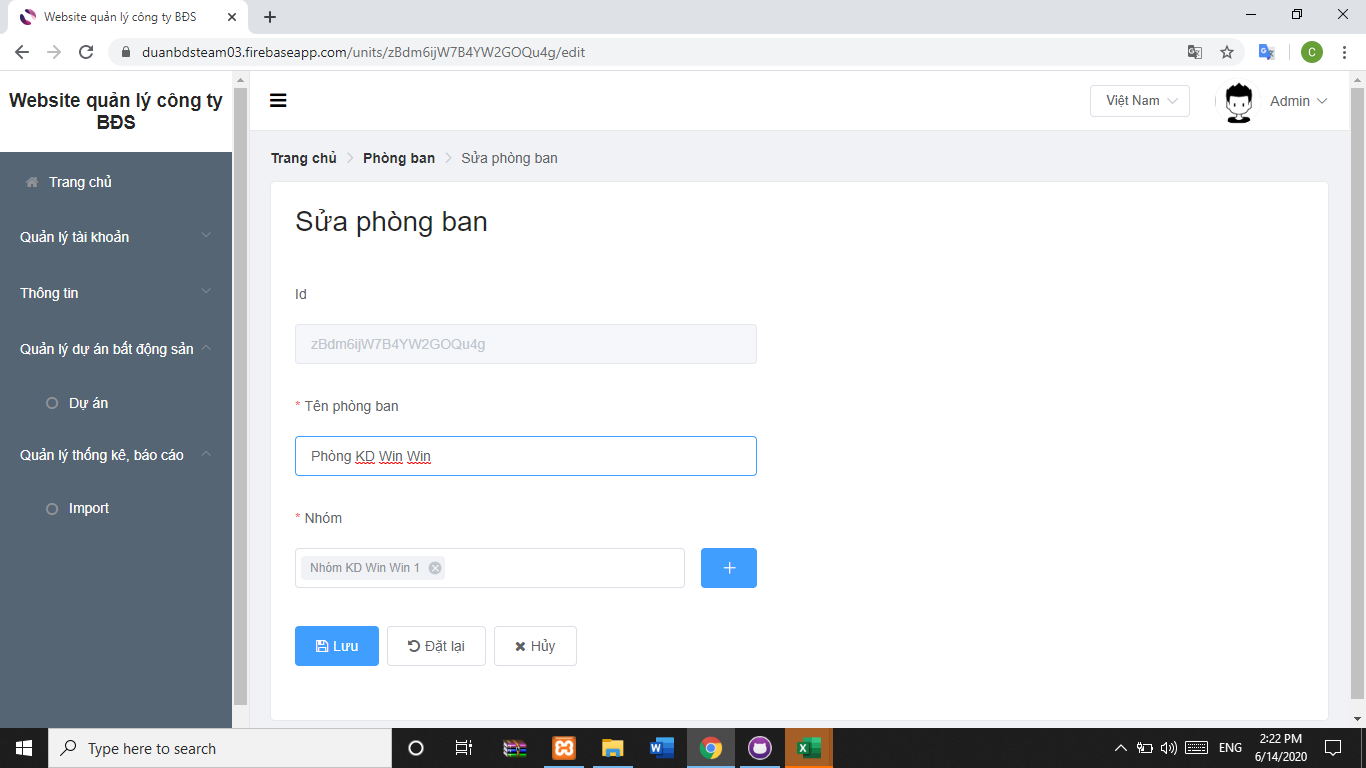 Website quản lý công ty BĐS
duanbdsteam03.firebaseapp.com/units/zBdm6ijW7B4YW2GOQu4g/edit
C
Website quản lý công ty
BĐS
Trang chủ
Quản lý tài khoản
Thông tin
Quản lý dự án bất động sản
Dự án
Quản lý thống kê, báo cáo
Import
Việt Nam
Admin
Trang chủ > Phòng ban > Sửa phòng ban
Sửa phòng ban
Id
zBdm6ijW7B4YW2GOQu4g
* Tên phòng ban
Phòng KD Win Win
* Nhóm
Nhóm KD Win Win 1
Lưu Đặt lại Hủy
Type here to search
ENG
2:22 PM
6/14/2020